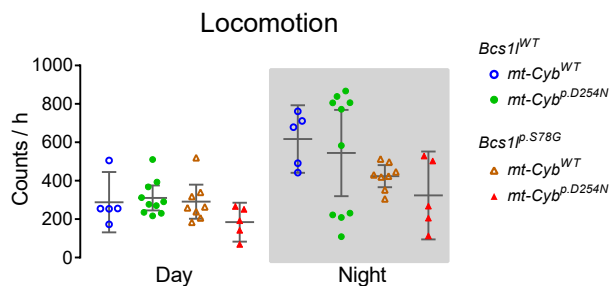 Locomotion
Counts / h
1000
800
600
400
200
0
Day
Night
Bcs1l^WT
mt-Cyb^WT
mt-Cyb^p.D254N
Bcs1l^p.S78G
mt-Cyb^WT
mt-Cyb^p.D254N